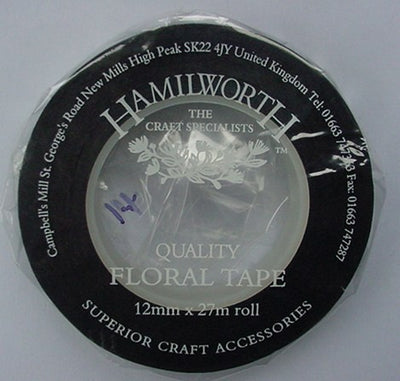 Campbell's Mill St. George's Road New Mills High Peak SK22 4JY United Kingdom Tel: 01663 Fax: 01663 747287
HAMILWORTH
THE
CRAFT SPECIALISTS
TM
QUALITY
FLORAL TAPE
12mm x 27m roll
SUPERIOR CRAFT ACCESSORIES